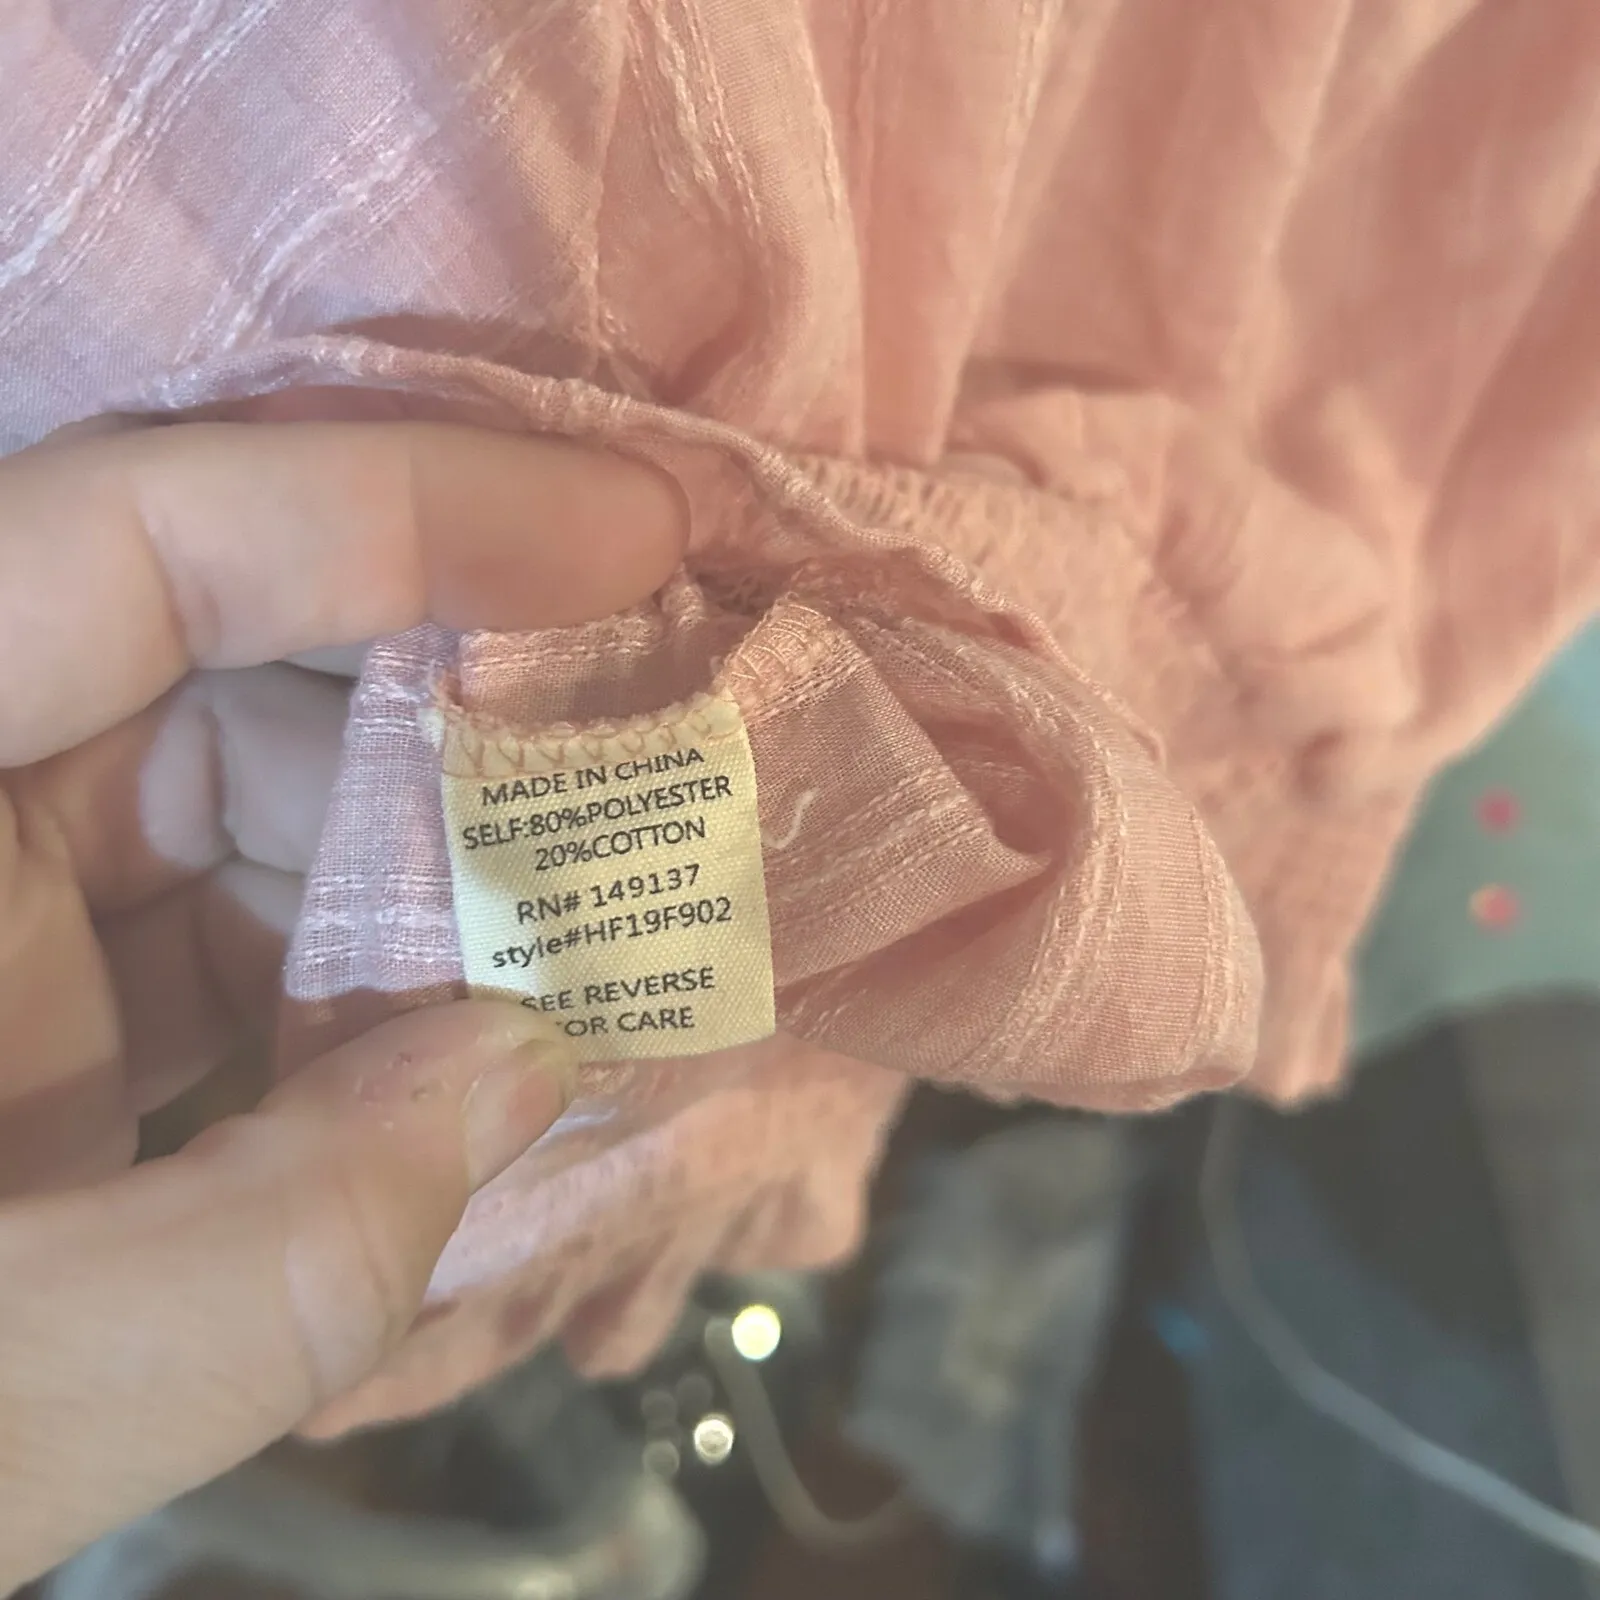 MADE IN CHINA
SELF:80%POLYESTER
20%COTTON
RN# 149137
style#HF19F902
SEE REVERSE
FOR CARE